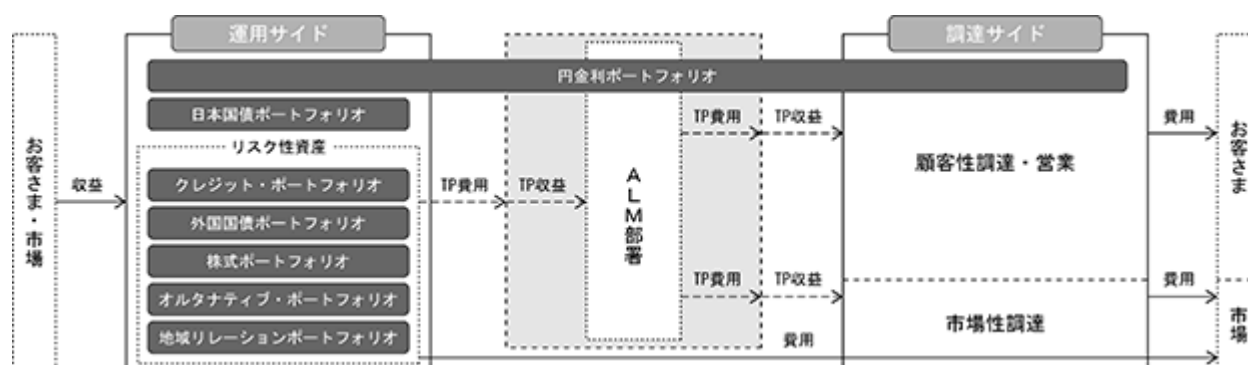 運用サイド
調達サイド
円金利ポートフォリオ
日本国債ポートフォリオ
リスク性資産
クレジット・ポートフォリオ
外国国債ポートフォリオ
株式ポートフォリオ
オルタナティブ・ポートフォリオ
地域リレーションポートフォリオ
お客さま・市場
収益
TP費用
TP収益
ALM部署
TP費用
TP収益
TP費用
TP収益
費用
顧客性調達・営業
市場性調達
費用
費用
お客さま
市場